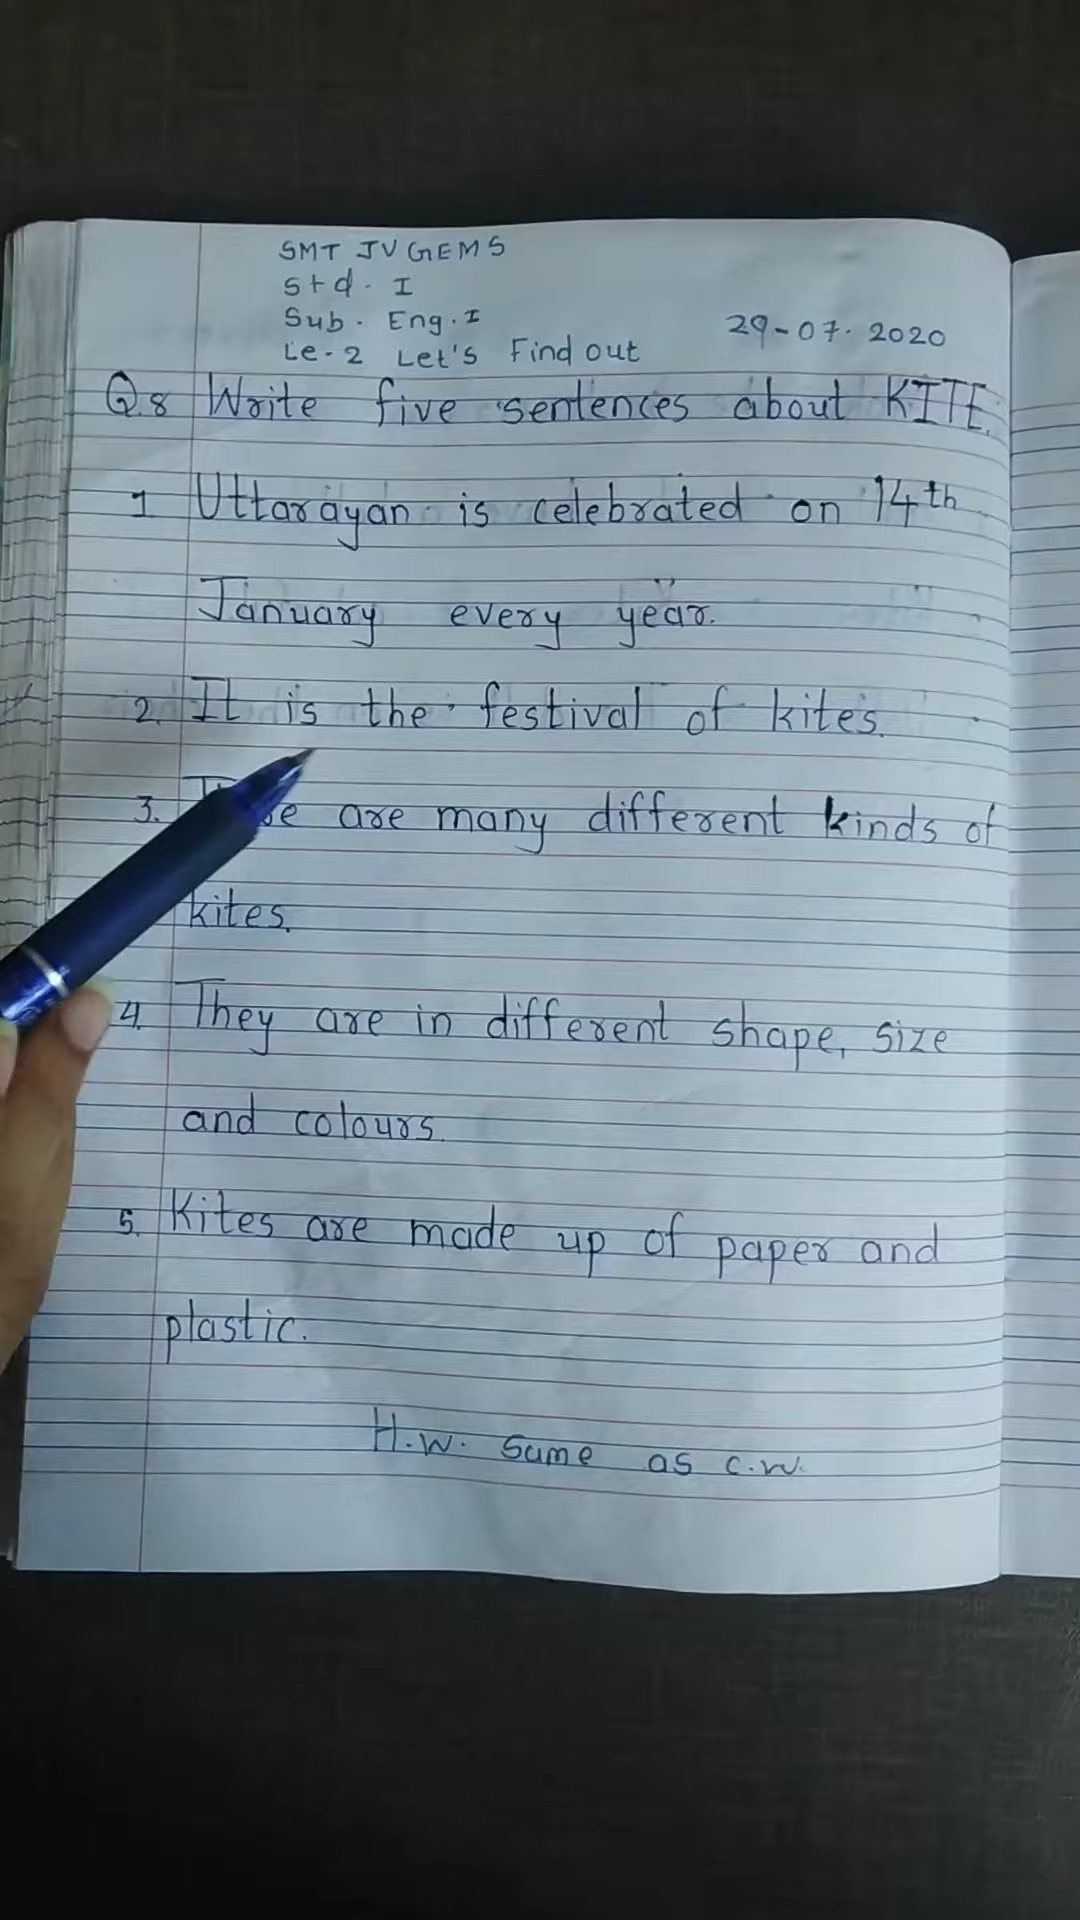 SMT JV GEMS
Std. I
Sub. Eng. I
29-07-2020
Le-2 Let's Find out
Q.8 Write five sentences about KITE.
1 Uttarayan is celebrated on 14th
January every year.
2. It is the festival of kites.
3. are many different kinds of
kites.
4. They are in different shape, size
and colours.
5. Kites are made up of paper and
plastic.
H.W. Same as C.W.